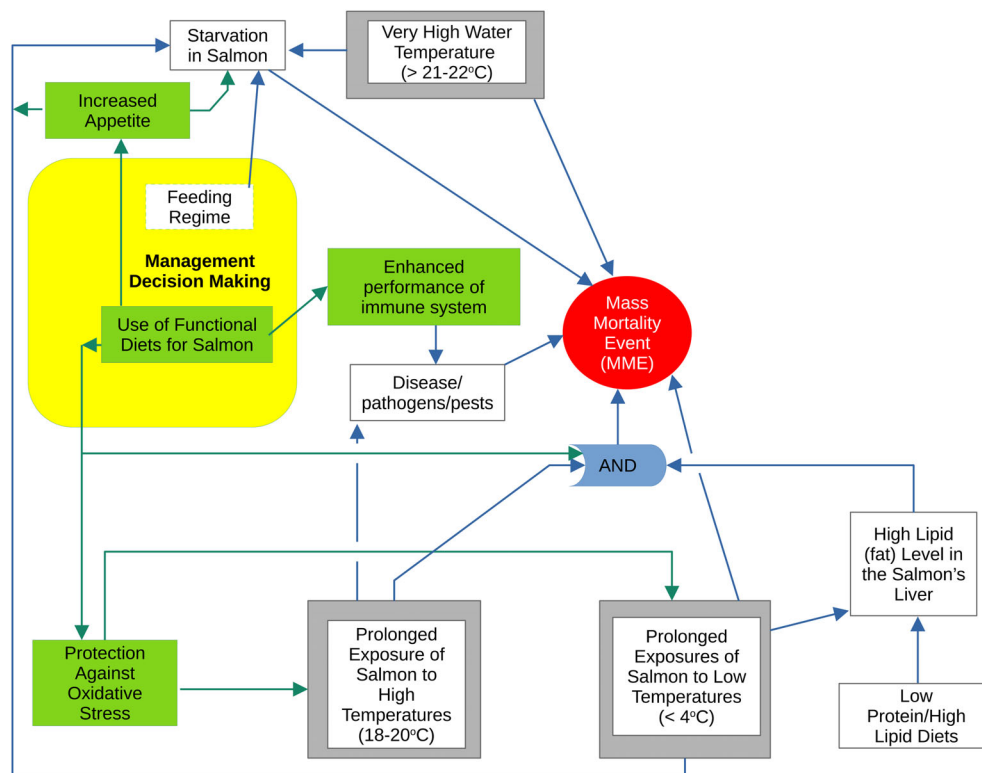 Starvation
in Salmon
Very High Water
Temperature
(> 21-22°C)
Increased
Appetite
Feeding
Regime
Management
Decision Making
Enhanced
performance of
immune system
Use of Functional
Diets for Salmon
Mass
Mortality
Event
(MME)
Disease/
pathogens/pests
AND
High Lipid
(fat) Level in
the Salmon's
Liver
Protection
Against
Oxidative
Stress
Prolonged
Exposure of
Salmon to
High
Temperatures
(18-20°C)
Prolonged
Exposures of
Salmon to Low
Temperatures
(< 4°C)
Low
Protein/High
Lipid Diets